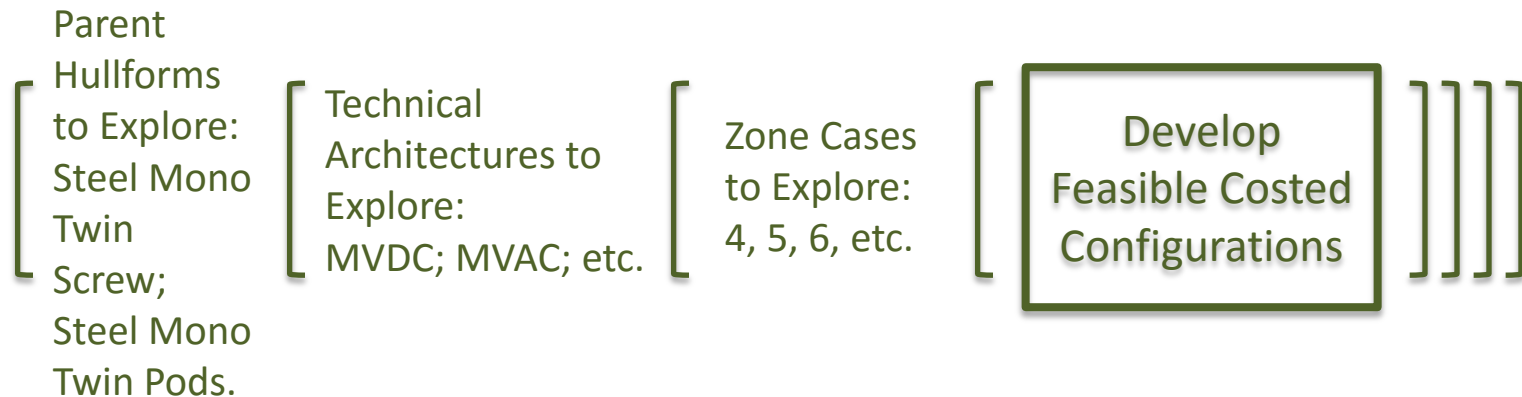 Parent
Hullforms
to Explore:
Steel Mono
Twin
Screw;
Steel Mono
Twin Pods.
Technical
Architectures to
Explore:
MVDC; MVAC; etc.
Zone Cases
to Explore:
4, 5, 6, etc.
Develop
Feasible Costed
Configurations